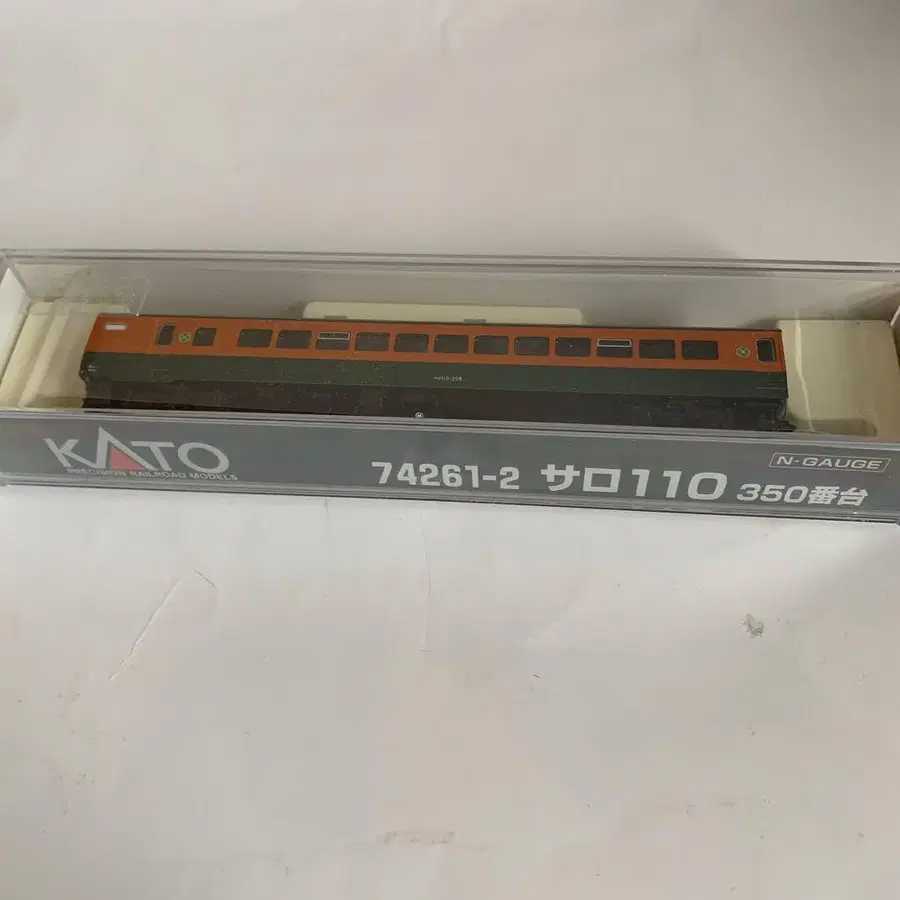 KATO
PRECISION RAILROAD MODELS
74261-2 サロ110 350番台
N-GAUGE